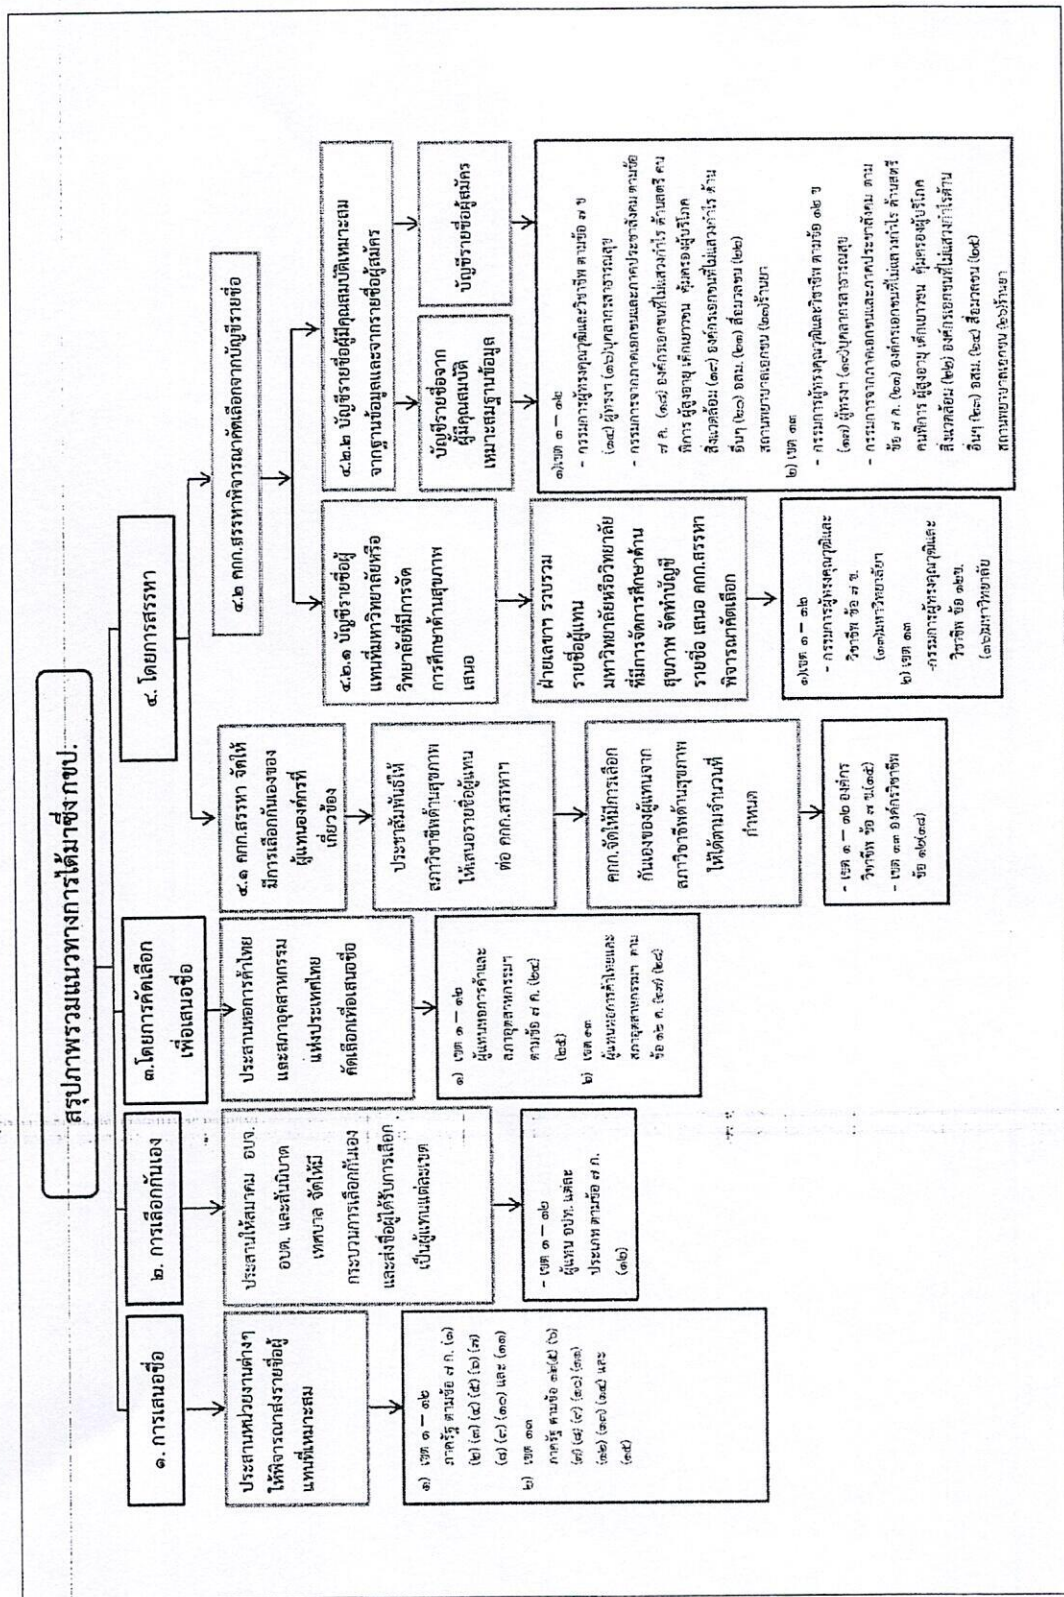 สรุปภาพรวมแนวทางการได้มาซึ่ง กขป.
๑. การเสนอชื่อ
ประสานหน่วยงานต่างๆ
ให้พิจารณาส่งรายชื่อผู้
แทนที่เหมาะสม
๑) เขต ๑ – ๑๒
ภาครัฐ ตามข้อ ๗ ก. (๑)
(๒) (๓) (๔) (๕) (๖) (๗)
(๘) (๙) (๑๐) และ (๑๑)
๒) เขต ๑๓
ภาครัฐ ตามข้อ ๑๒(๕) (๖)
(๗) (๘) (๙) (๑๐) (๑๑)
(๑๒) (๑๓) (๑๔) และ
(๑๕)
๒. การเลือกกันเอง
ประสานให้สมาคม อบจ.
อบต. และสันนิบาต
เทศบาล จัดให้มี
กระบวนการเลือกกันเอง
และส่งชื่อผู้ได้รับการเลือก
เป็นผู้แทนแต่ละเขต
- เขต ๑ – ๑๒
ผู้แทน อปท. แต่ละ
ประเภท ตามข้อ ๗ ก.
(๑๒)
๓.โดยการคัดเลือก
เพื่อเสนอชื่อ
ประสานหอการค้าไทย
และสภาอุตสาหกรรม
แห่งประเทศไทย
คัดเลือกเพื่อเสนอชื่อ
๑) เขต ๑ – ๑๒
ผู้แทนหอการค้าและ
สภาอุตสาหกรรมฯ
ตามข้อ ๗ ค. (๒๔)
(๒๕)
๒) เขต ๑๓
ผู้แทนหอการค้าไทยและ
สภาอุตสาหกรรมฯ ตาม
ข้อ ๑๒ ค. (๒๗) (๒๘)
๔. โดยการสรรหา
๔.๑ คกก.สรรหา จัดให้
มีการเลือกกันเองของ
ผู้แทนองค์กรที่
เกี่ยวข้อง
ประชาสัมพันธ์ให้
สภาวิชาชีพด้านสุขภาพ
ให้เสนอรายชื่อผู้แทน
ต่อ คกก.สรรหาฯ
คกก.จัดให้มีการเลือก
กันเองของผู้แทนจาก
สภาวิชาชีพด้านสุขภาพ
ให้ได้ตามจำนวนที่
กำหนด
- เขต ๑ – ๑๒ องค์กร
วิชาชีพ ข้อ ๗ ข.(๑๕)
- เขต ๑๓ องค์กรวิชาชีพ
ข้อ ๑๒(๑๘)
๔.๒ คกก.สรรหาพิจารณาคัดเลือกจากบัญชีรายชื่อ
๔.๒.๑ บัญชีรายชื่อผู้
แทนที่มหาวิทยาลัยหรือ
วิทยาลัยที่มีการจัด
การศึกษาด้านสุขภาพ
เสนอ
ฝ่ายเลขาฯ รวบรวม
รายชื่อผู้แทน
มหาวิทยาลัยหรือวิทยาลัย
ที่มีการจัดการศึกษาด้าน
สุขภาพ จัดทำบัญชี
รายชื่อ เสนอ คกก.สรรหา
พิจารณาคัดเลือก
๑)เขต ๑ – ๑๒
- กรรมการผู้ทรงคุณวุฒิและ
วิชาชีพ ข้อ ๗ ข.
(๑๓)มหาวิทยาลัยฯ
๒) เขต ๑๓
-กรรมการผู้ทรงคุณวุฒิและ
วิชาชีพ ข้อ ๑๒ข.
(๑๖)มหาวิทยาลัย
๔.๒.๒ บัญชีรายชื่อผู้มีคุณสมบัติเหมาะสม
จากฐานข้อมูลและจากรายชื่อผู้สมัคร
บัญชีรายชื่อจาก
ผู้มีคุณสมบัติ
เหมาะสมฐานข้อมูล
บัญชีรายชื่อผู้สมัคร
๑)เขต ๑ – ๑๒
- กรรมการผู้ทรงคุณวุฒิและวิชาชีพ ตามข้อ ๗ ข
(๑๔) ผู้ทรงฯ (๑๖)บุคลากรสาธารณสุข
- กรรมการจากภาคเอกชนและภาคประชาสังคม ตามข้อ
๗ ค. (๑๘) องค์กรเอกชนที่ไม่แสวงกำไร ด้านสตรี คน
พิการ ผู้สูงอายุ เด็กเยาวชน คุ้มครองผู้บริโภค
สิ่งแวดล้อม (๑๙) องค์กรเอกชนที่ไม่แสวงกำไร ด้าน
อื่นๆ (๒๐) อสม. (๒๑) สื่อมวลชน (๒๒)
สถานพยาบาลเอกชน (๒๓)ร้านยา
๒) เขต ๑๓
- กรรมการผู้ทรงคุณวุฒิและวิชาชีพ ตามข้อ ๑๒ ข
(๑๗) ผู้ทรงฯ (๑๙)บุคลากรสาธารณสุข
- กรรมการจากภาคเอกชนและภาคประชาสังคม ตาม
ข้อ ๗ ค. (๒๑) องค์กรเอกชนที่ไม่แสวงกำไร ด้านสตรี
คนพิการ ผู้สูงอายุ เด็กเยาวชน คุ้มครองผู้บริโภค
สิ่งแวดล้อม (๒๒) องค์กรเอกชนที่ไม่แสวงกำไรด้าน
อื่นๆ (๒๓) อสม. (๒๔) สื่อมวลชน (๒๕)
สถานพยาบาลเอกชน (๒๖)ร้านยา